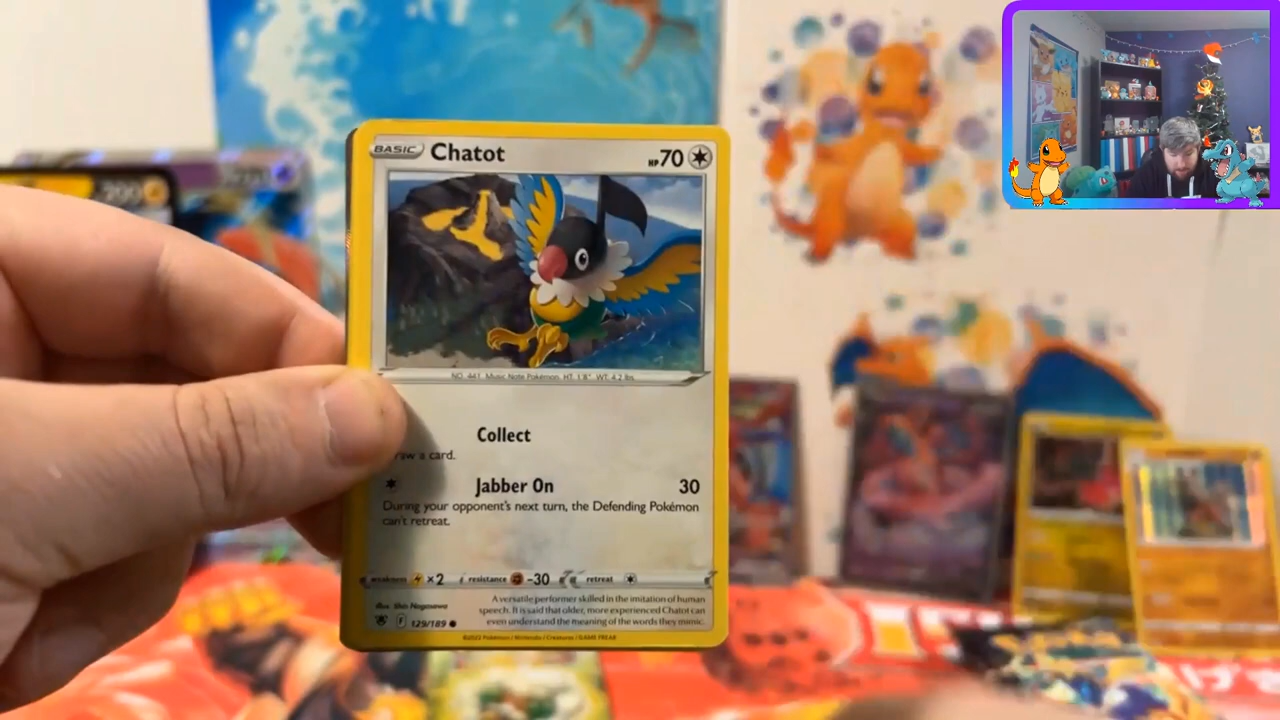 BASIC Chatot HP 70
NO. 441 Music Note Pokémon HT: 1'8" WT: 4.2 lbs
Collect
raw a card.
Jabber On 30
During your opponent's next turn, the Defending Pokémon
can't retreat.
weakness ×2 resistance -30 retreat
A versatile performer skilled in the imitation of human
Illus. Shin Nagasawa
speech. It is said that older, more experienced Chatot can
F 129/189
even understand the meaning of the words they mimic.
©2022 Pokémon / Nintendo / Creatures / GAME FREAK